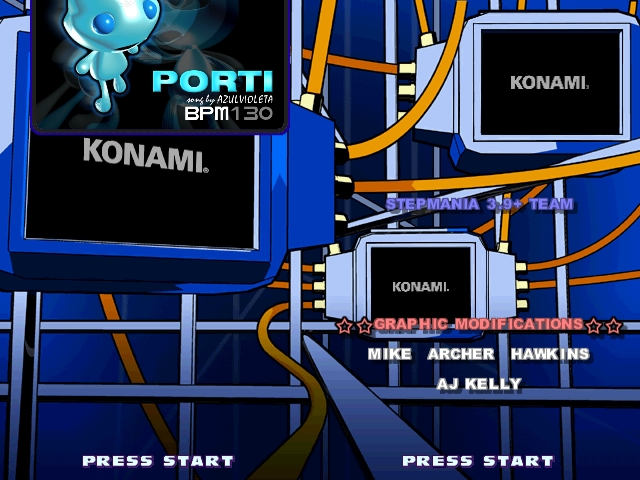 PORTI
song by AZULVIOLETA
BPM130
KONAMI®
KONAMI®
STEPMANIA 3.9+ TEAM
KONAMI®
☆☆GRAPHIC MODIFICATIONS☆☆
MIKE ARCHER HAWKINS
AJ KELLY
PRESS START
PRESS START